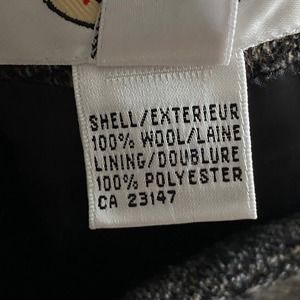 SHELL/EXTERIEUR
100% WOOL/LAINE
LINING/DOUBLURE
100% POLYESTER
CA 23147